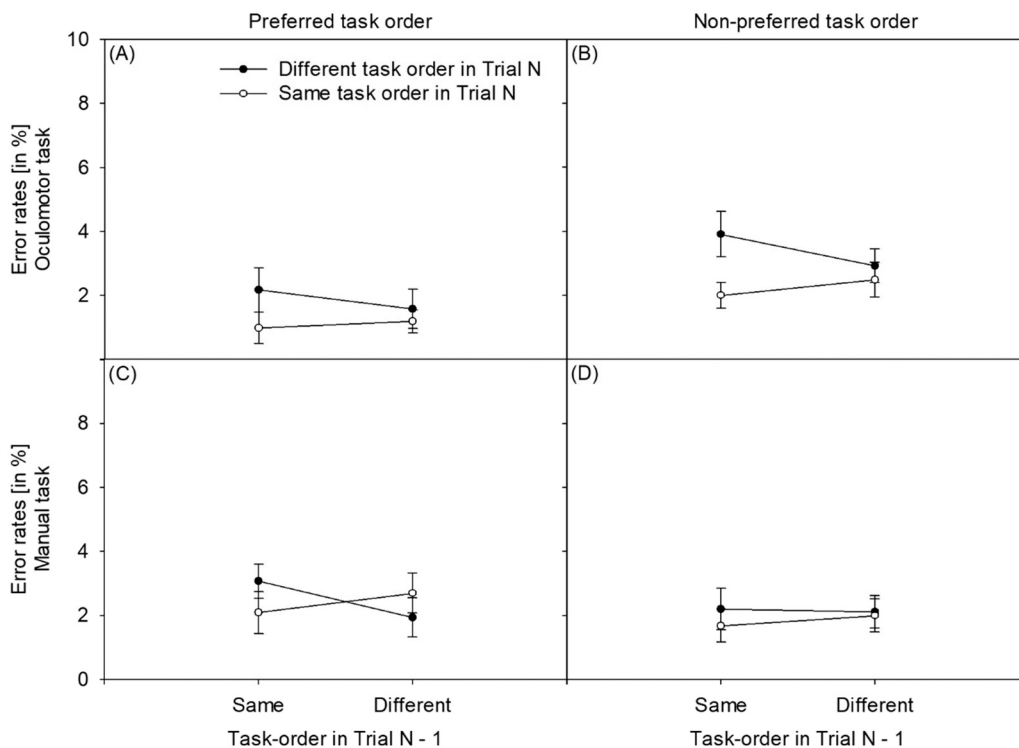 Preferred task order
Non-preferred task order
(A)
(B)
Different task order in Trial N
Same task order in Trial N
Error rates [in %]
Oculomotor task
10
8
6
4
2
(C)
(D)
Error rates [in %]
Manual task
8
6
4
2
0
Same Different
Same Different
Task-order in Trial N - 1
Task-order in Trial N - 1